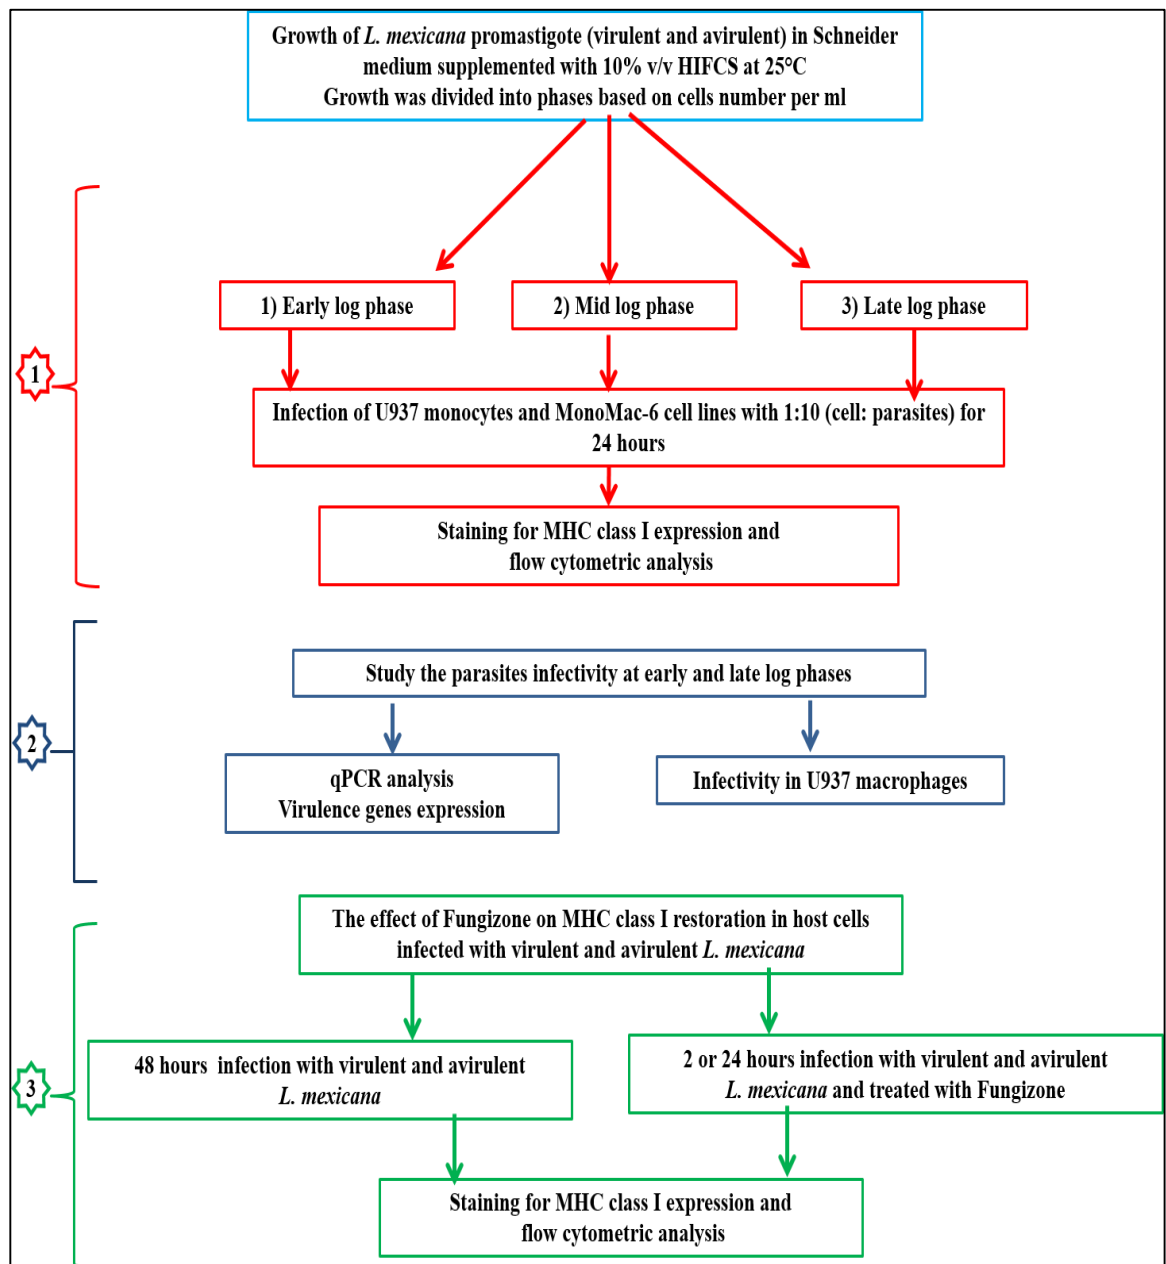 Growth of L. mexicana promastigote (virulent and avirulent) in Schneider
medium supplemented with 10% v/v HIFCS at 25°C
Growth was divided into phases based on cells number per ml
1) Early log phase
2) Mid log phase
3) Late log phase
1
Infection of U937 monocytes and MonoMac-6 cell lines with 1:10 (cell: parasites) for
24 hours
Staining for MHC class I expression and
flow cytometric analysis
Study the parasites infectivity at early and late log phases
2
qPCR analysis
Virulence genes expression
Infectivity in U937 macrophages
The effect of Fungizone on MHC class I restoration in host cells
infected with virulent and avirulent L. mexicana
3
48 hours infection with virulent and avirulent
L. mexicana
2 or 24 hours infection with virulent and avirulent
L. mexicana and treated with Fungizone
Staining for MHC class I expression and
flow cytometric analysis